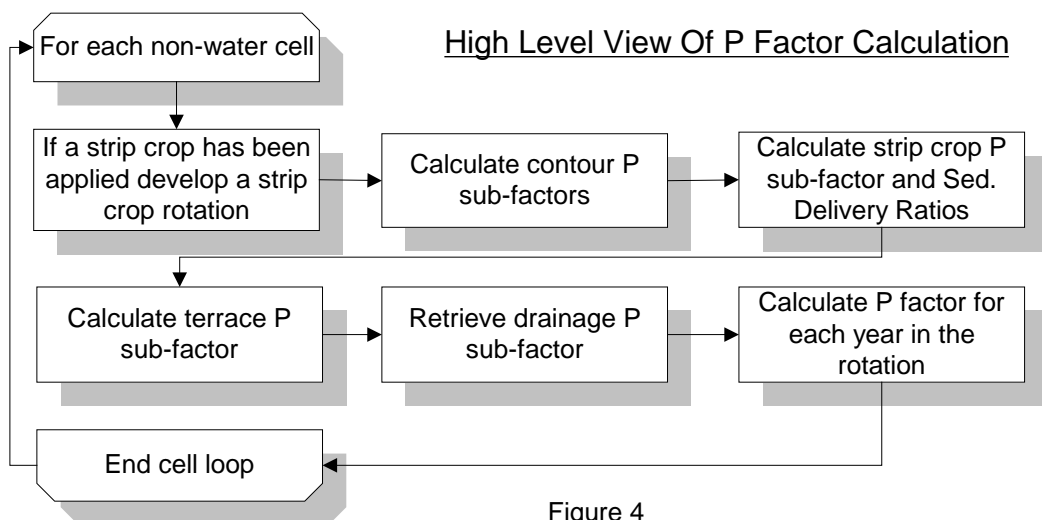 High Level View Of P Factor Calculation
For each non-water cell
If a strip crop has been
applied develop a strip
crop rotation
Calculate contour P
sub-factors
Calculate strip crop P
sub-factor and Sed.
Delivery Ratios
Calculate terrace P
sub-factor
Retrieve drainage P
sub-factor
Calculate P factor for
each year in the
rotation
End cell loop
Figure 4